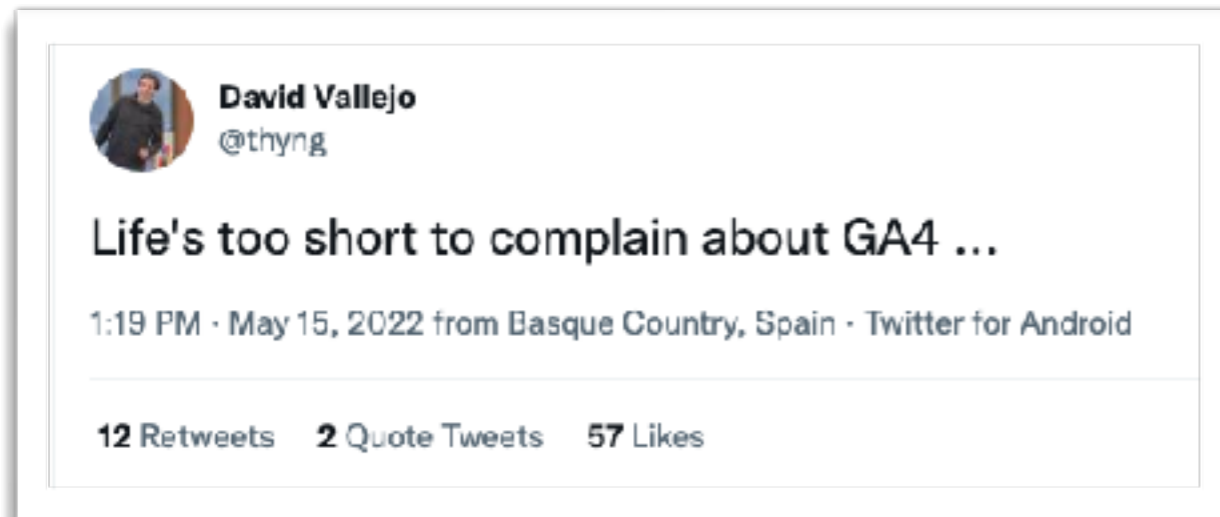 David Vallejo
@thyng
Life's too short to complain about GA4 ...
1:19 PM · May 15, 2022 from Basque Country, Spain · Twitter for Android
12 Retweets 2 Quote Tweets 57 Likes